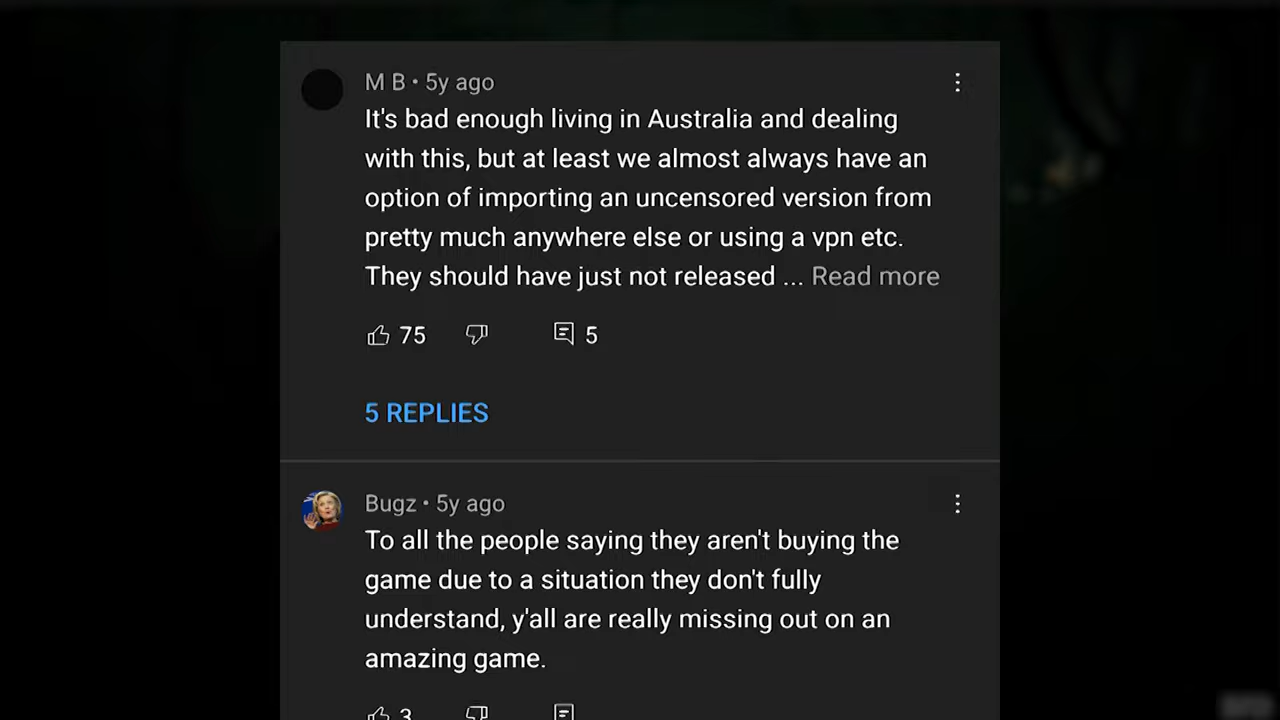 M B • 5y ago
It's bad enough living in Australia and dealing
with this, but at least we almost always have an
option of importing an uncensored version from
pretty much anywhere else or using a vpn etc.
They should have just not released ... Read more
75 5
5 REPLIES
Bugz • 5y ago
To all the people saying they aren't buying the
game due to a situation they don't fully
understand, y'all are really missing out on an
amazing game.
3